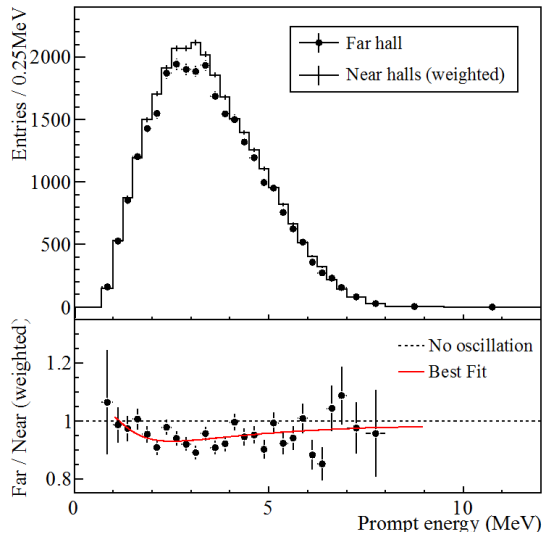 Entries / 0.25MeV
2000
1500
1000
500
0
Far hall
Near halls (weighted)
Far / Near (weighted)
1.2
1
0.8
No oscillation
Best Fit
0
5
10
Prompt energy (MeV)